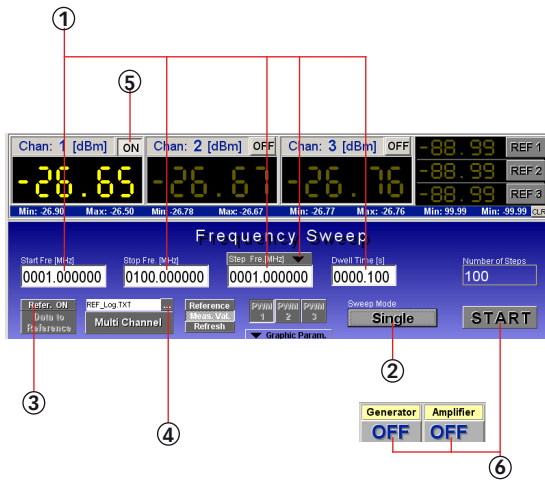 1
5
Chan: 1 [dBm] ON Chan: 2 [dBm] OFF Chan: 3 [dBm] OFF -88.99 REF 1
-26.65 -26.67 -26.76 -88.99 REF 2
-88.99 REF 3
Min: -26.90 Max: -26.50 Min: -26.78 Max: -26.67 Min: -26.77 Max: -26.76 Min: 99.99 Min: -99.99 CLR
Frequency Sweep
Start Fre [MHz] Stop Fre. [MHz] Step Fre. [MHz] Dwell Time [s] Number of Steps
0001.000000 0100.000000 0001.000000 0000.100 100
Refer. ON REF_Log.TXT ... Reference PWM 1 PWM 2 PWM 3 Sweep Mode
Data to Reference Multi Channel Meas. Val. Single START
Refresh Graphic Param.
2
3 4
Generator Amplifier
OFF OFF
6